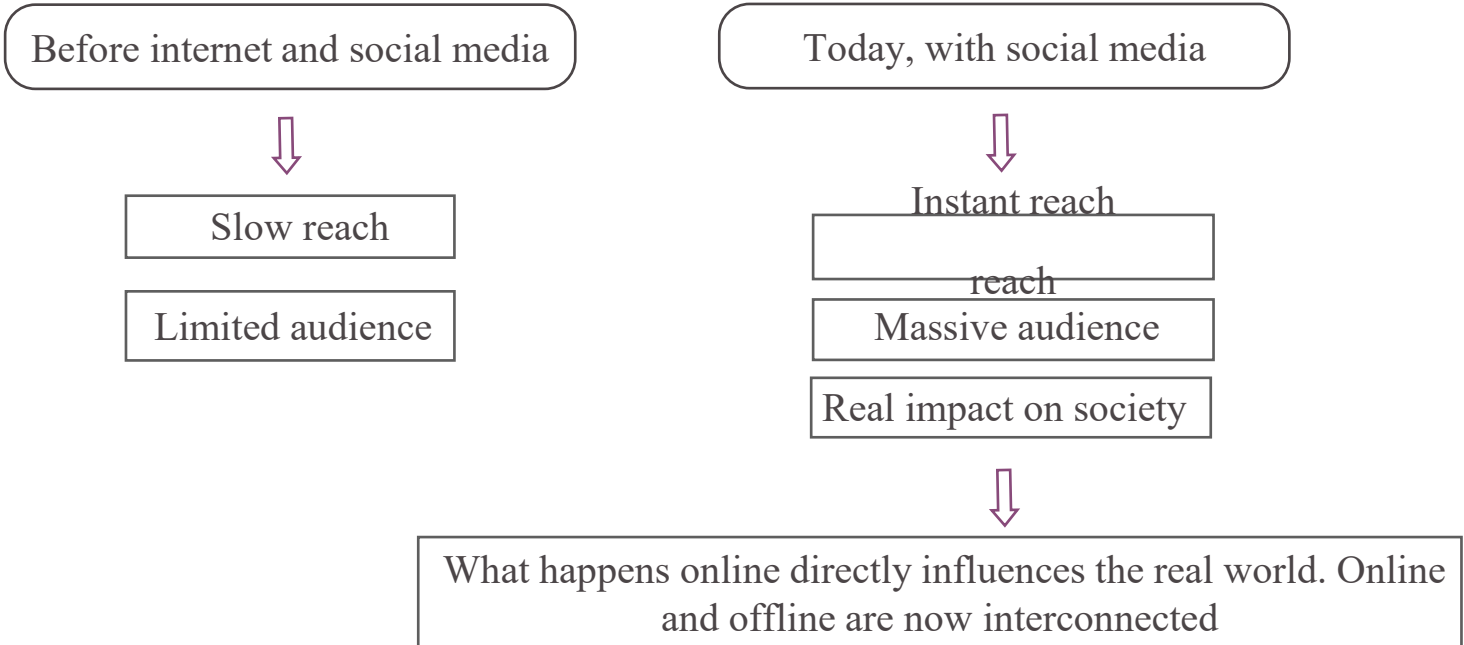 Before internet and social media
Slow reach
Limited audience
Today, with social media
Instant reach
reach
Massive audience
Real impact on society
What happens online directly influences the real world. Online
and offline are now interconnected